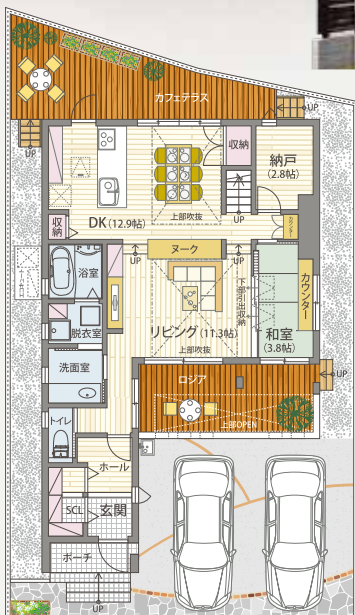 カフェテラス
UP
UP
収納
納戸
(2.8帖)
DK(12.9帖)
上部吹抜
UP
カウンター
収納
UP
ヌーク
UP
浴室
下部引出収納
カウンター
脱衣室
リビング(11.3帖)
和室
(3.8帖)
上部吹抜
洗面室
ロジア
UP
上部OPEN
トイレ
ホール
SCL
玄関
ポーチ
UP